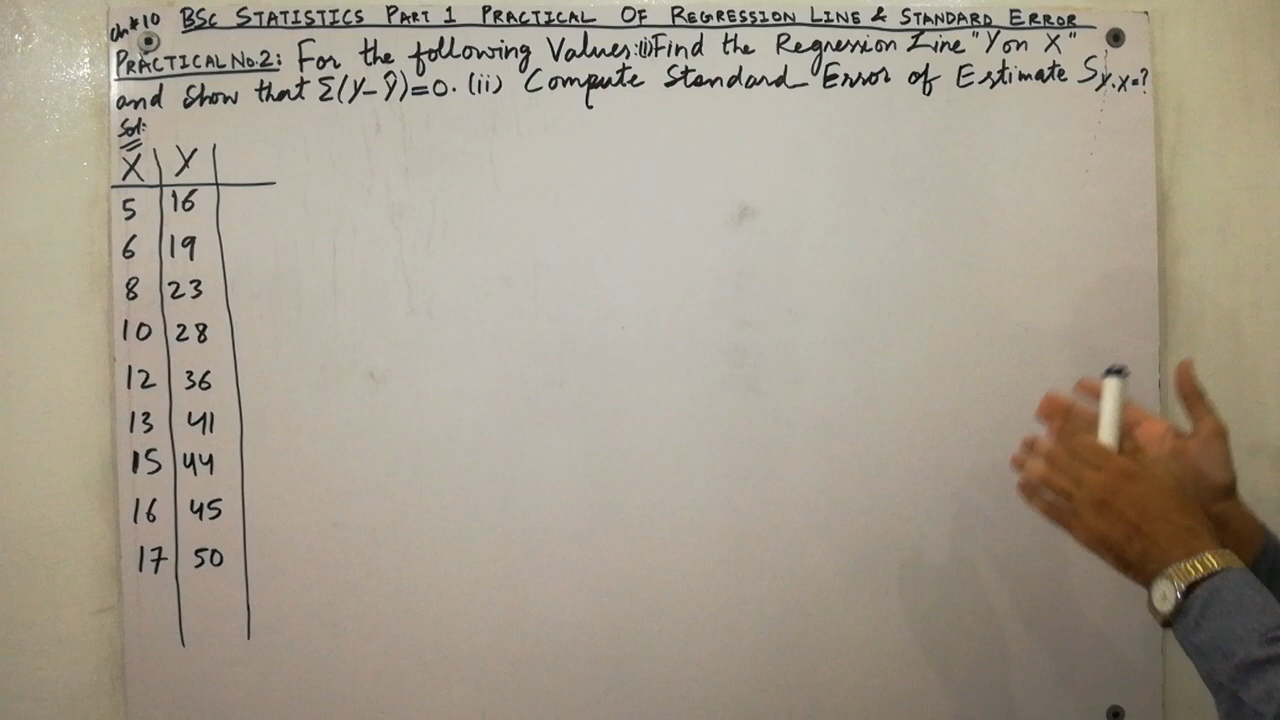 Ch#10 BSC STATISTICS PART 1 PRACTICAL OF REGRESSION LINE & STANDARD ERROR
PRACTICAL NO.2: For the following Values:(i)Find the Regression Line "Y on X"
and show that Σ(Y-Ŷ)=0. (ii) Compute Standard Error of Estimate Sy.x=?
Sol:
X Y
5 16
6 19
8 23
10 28
12 36
13 41
15 44
16 45
17 50